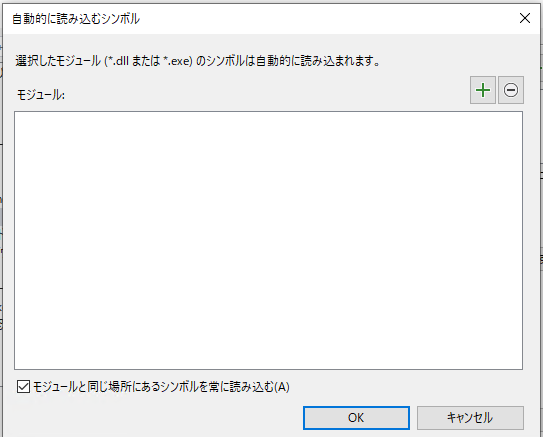 自動的に読み込むシンボル
選択したモジュール (*.dll または *.exe) のシンボルは自動的に読み込まれます。
モジュール:
モジュールと同じ場所にあるシンボルを常に読み込む(A)
OK キャンセル